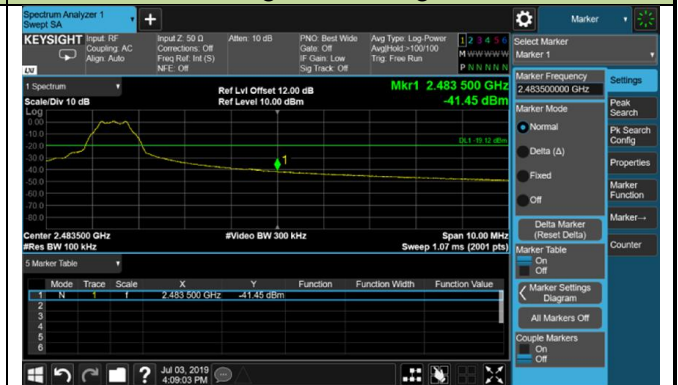 Spectrum Analyzer 1
Swept SA
Marker
KEYSIGHT
Input: RF
Coupling: AC
Align: Auto
Input Z: 50 Ω
Corrections: Off
Freq Ref: Int (S)
NFE: Off
Atten: 10 dB
PNO: Best Wide
Gate: Off
IF Gain: Low
Sig Track: Off
Avg Type: Log-Power
Avg|Hold:>100/100
Trig: Free Run
1 2 3 4 5 6
M W W W W W
P N N N N N
LXI
Select Marker
Marker 1
1 Spectrum
Scale/Div 10 dB
Log
Ref Lvl Offset 12.00 dB
Ref Level 10.00 dBm
Mkr1 2.483 500 GHz
-41.45 dBm
0.00
-10.0
-20.0
-30.0
-40.0
-50.0
-60.0
-70.0
-80.0
DL1 -19.12 dBm
1
Center 2.483500 GHz
#Res BW 100 kHz
#Video BW 300 kHz
Span 10.00 MHz
Sweep 1.07 ms (2001 pts)
5 Marker Table
Mode Trace Scale X Y Function Function Width Function Value
1 N 1 f 2.483 500 GHz -41.45 dBm
2
3
4
5
6
Marker Frequency
2.483500000 GHz
Marker Mode
Normal
Delta (Δ)
Fixed
Off
Delta Marker
(Reset Delta)
Marker Table
On
Off
Marker Settings
Diagram
All Markers Off
Couple Markers
On
Off
Settings
Peak
Search
Pk Search
Config
Properties
Marker
Function
Marker→
Counter
Jul 03, 2019
4:09:03 PM